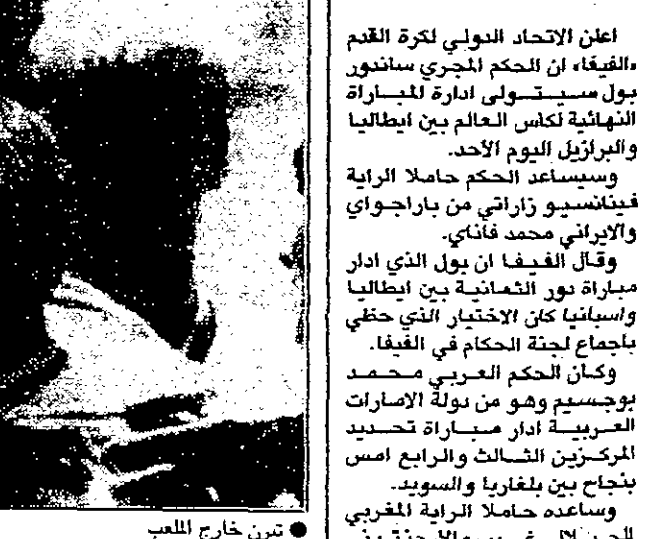 اعلن الاتحاد الدولي لكرة القدم
«الفيفا» ان الحكم المجري ساندور
بول سيتولى ادارة المباراة
النهائية لكاس العالم بين ايطاليا
والبرازيل اليوم الأحد.
وسيساعد الحكم حاملا الراية
فينانسيو زاراتي من باراجواي
والايراني محمد فاناي.
وقال الفيفا ان بول الذي ادار
مباراة دور الثمانية بين ايطاليا
واسبانيا كان الاختيار الذي حظي
باجماع لجنة الحكام في الفيفا.
وكان الحكم العربي محمد
بوجسيم وهو من دولة الامارات
العربية ادار مباراة تحديد
المركزين الثالث والرابع امس
بنجاح بين بلغاريا والسويد.
وساعده حاملا الراية المغربي
● تيرن خارج الملعب